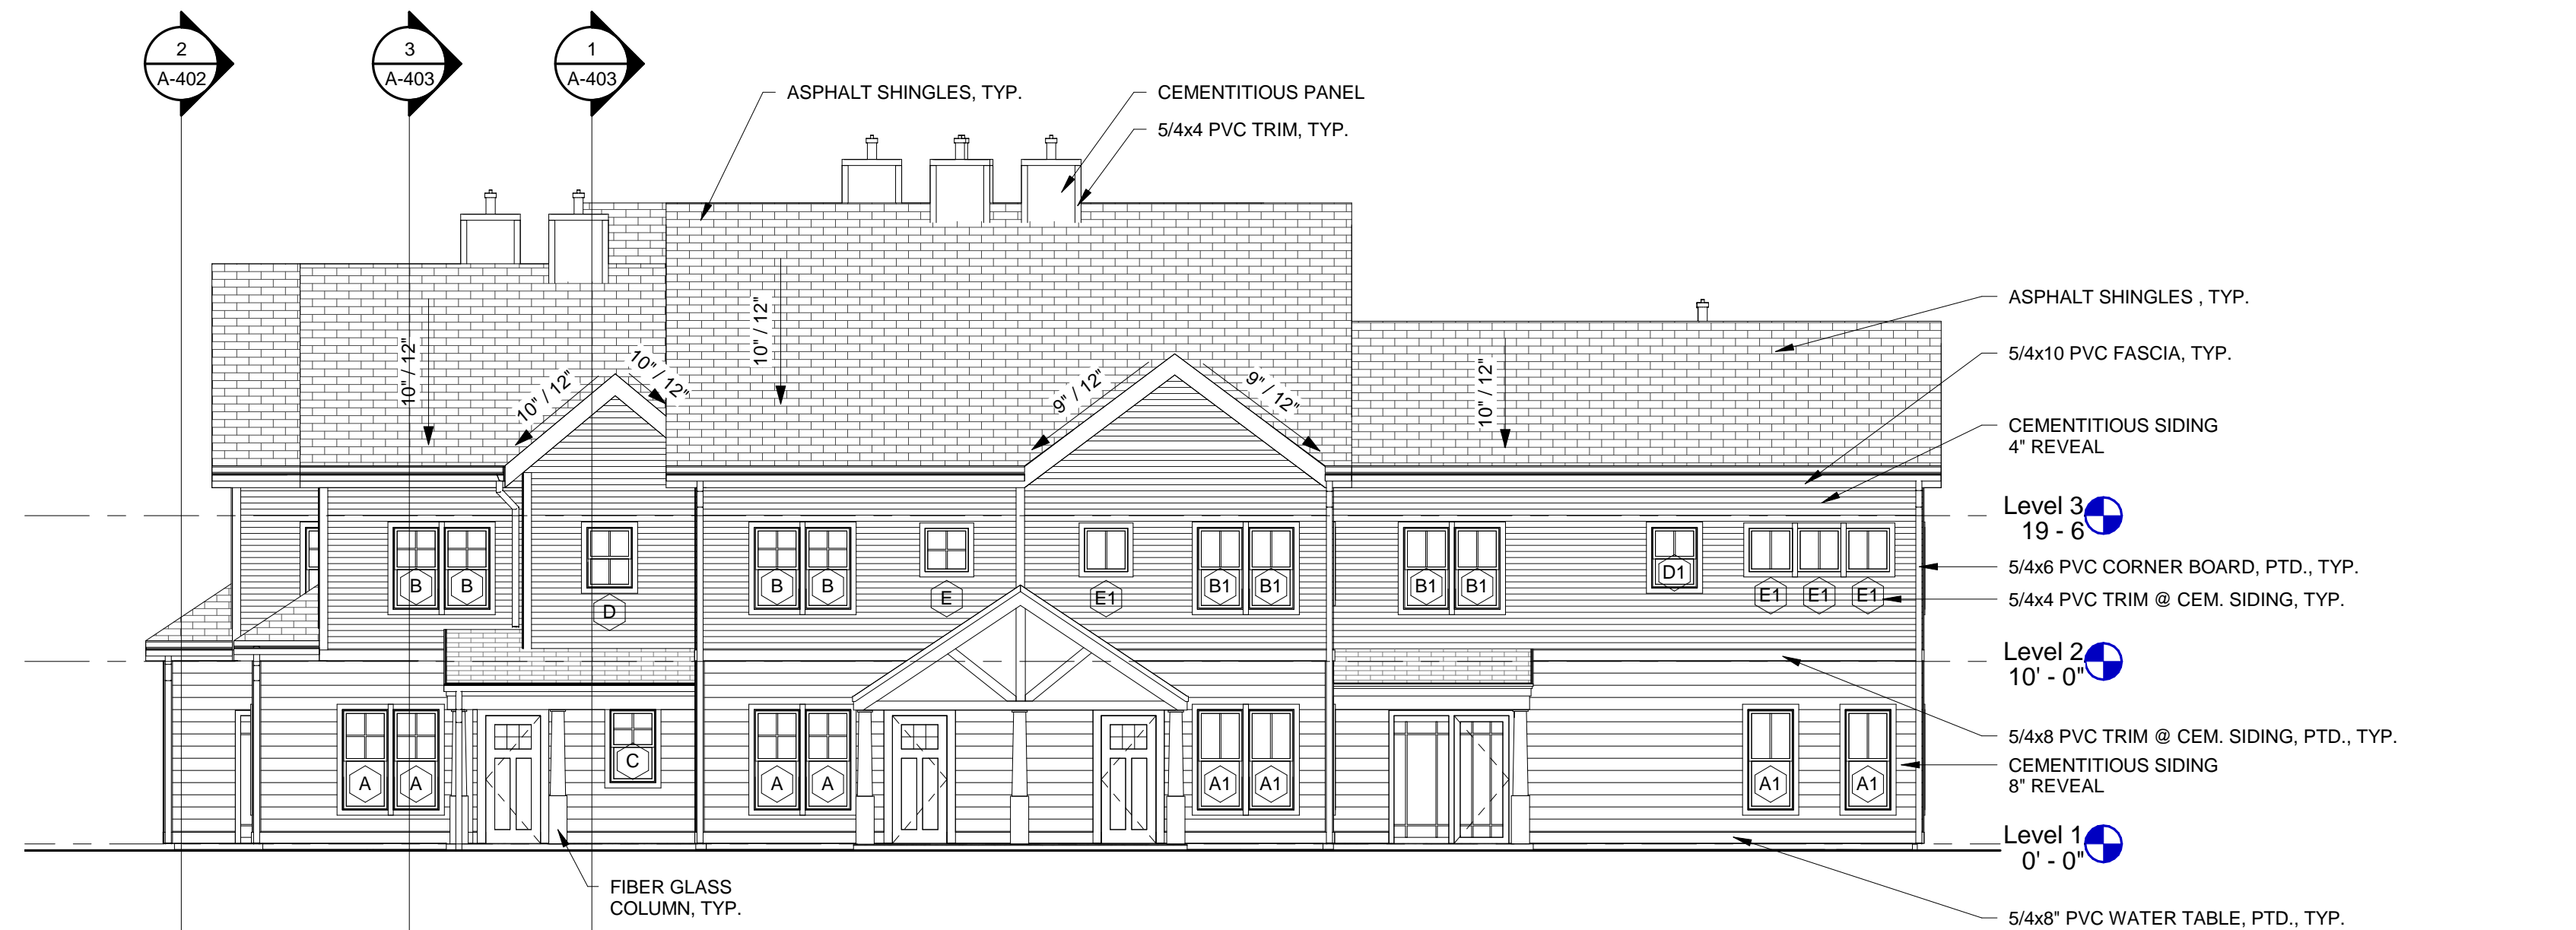 2
A-402
3
A-403
1
A-403
ASPHALT SHINGLES, TYP.
CEMENTITIOUS PANEL
5/4x4 PVC TRIM, TYP.
10" / 12"
10" / 12"
10" / 12"
10" / 12"
9" / 12"
9" / 12"
10" / 12"
ASPHALT SHINGLES , TYP.
5/4x10 PVC FASCIA, TYP.
CEMENTITIOUS SIDING
4" REVEAL
Level 3
19 - 6
5/4x6 PVC CORNER BOARD, PTD., TYP.
5/4x4 PVC TRIM @ CEM. SIDING, TYP.
B B D B B E E1 B1 B1 B1 B1 D1 E1 E1 E1
Level 2
10' - 0"
5/4x8 PVC TRIM @ CEM. SIDING, PTD., TYP.
CEMENTITIOUS SIDING
8" REVEAL
A A C A A A1 A1 A1 A1
Level 1
0' - 0"
FIBER GLASS
COLUMN, TYP.
5/4x8" PVC WATER TABLE, PTD., TYP.